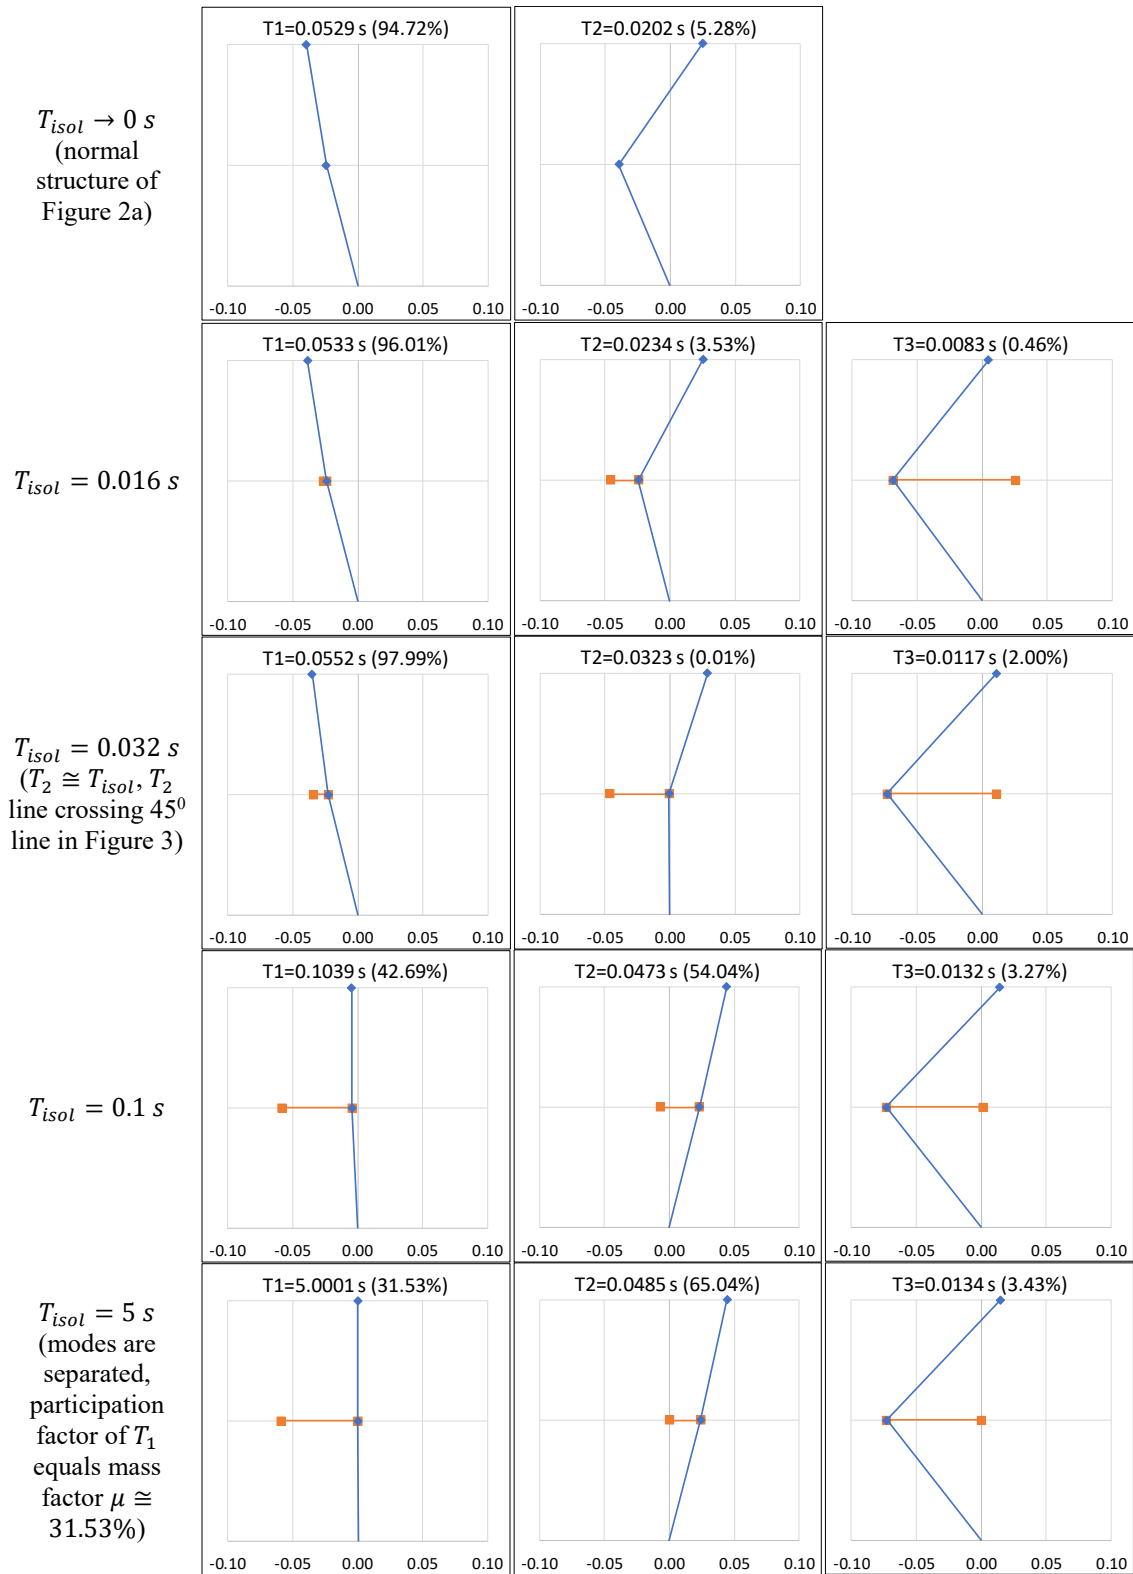 T1=0.0529 s (94.72%)
T2=0.0202 s (5.28%)
T_isol → 0 s
(normal
structure of
Figure 2a)
-0.10 -0.05 0.00 0.05 0.10
-0.10 -0.05 0.00 0.05 0.10
T1=0.0533 s (96.01%)
T2=0.0234 s (3.53%)
T3=0.0083 s (0.46%)
T_isol = 0.016 s
-0.10 -0.05 0.00 0.05 0.10
-0.10 -0.05 0.00 0.05 0.10
-0.10 -0.05 0.00 0.05 0.10
T1=0.0552 s (97.99%)
T2=0.0323 s (0.01%)
T3=0.0117 s (2.00%)
T_isol = 0.032 s
(T_2 ≅ T_isol, T_2
line crossing 45^0
line in Figure 3)
-0.10 -0.05 0.00 0.05 0.10
-0.10 -0.05 0.00 0.05 0.10
-0.10 -0.05 0.00 0.05 0.10
T1=0.1039 s (42.69%)
T2=0.0473 s (54.04%)
T3=0.0132 s (3.27%)
T_isol = 0.1 s
-0.10 -0.05 0.00 0.05 0.10
-0.10 -0.05 0.00 0.05 0.10
-0.10 -0.05 0.00 0.05 0.10
T1=5.0001 s (31.53%)
T2=0.0485 s (65.04%)
T3=0.0134 s (3.43%)
T_isol = 5 s
(modes are
separated,
participation
factor of T_1
equals mass
factor μ ≅
31.53%)
-0.10 -0.05 0.00 0.05 0.10
-0.10 -0.05 0.00 0.05 0.10
-0.10 -0.05 0.00 0.05 0.10